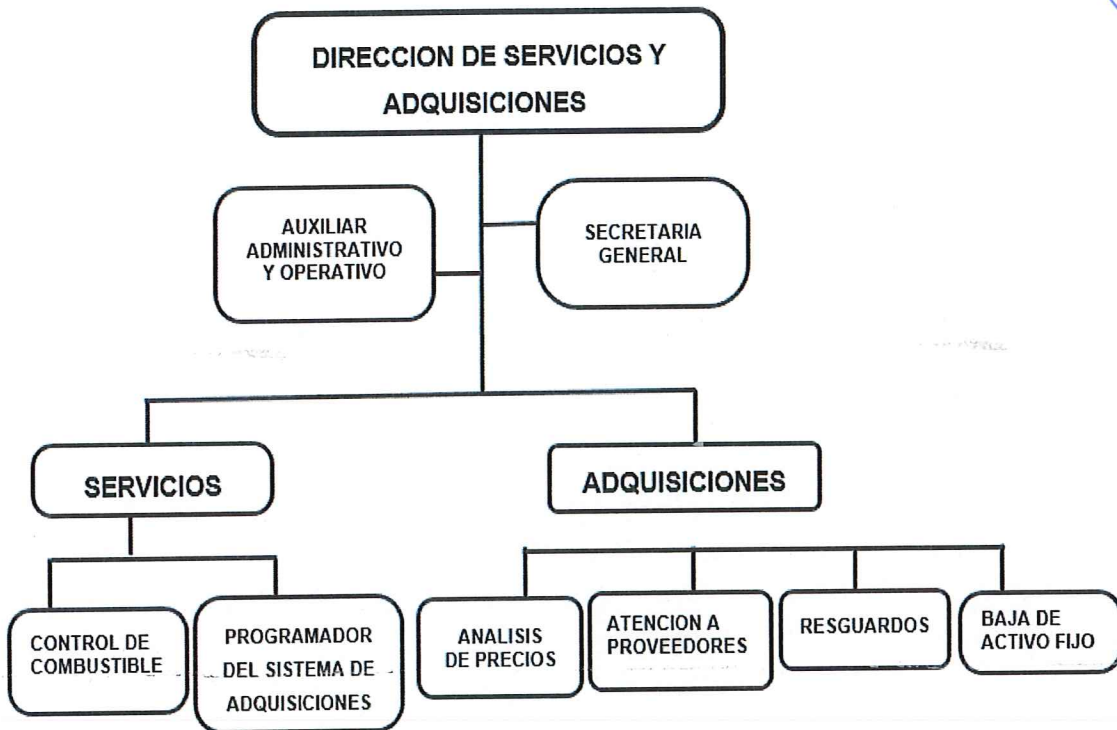 DIRECCION DE SERVICIOS Y
ADQUISICIONES
AUXILIAR
ADMINISTRATIVO
Y OPERATIVO
SECRETARIA
GENERAL
SERVICIOS
ADQUISICIONES
CONTROL DE
COMBUSTIBLE
PROGRAMADOR
DEL SISTEMA DE
ADQUISICIONES
ANALISIS
DE PRECIOS
ATENCION A
PROVEEDORES
RESGUARDOS
BAJA DE
ACTIVO FIJO